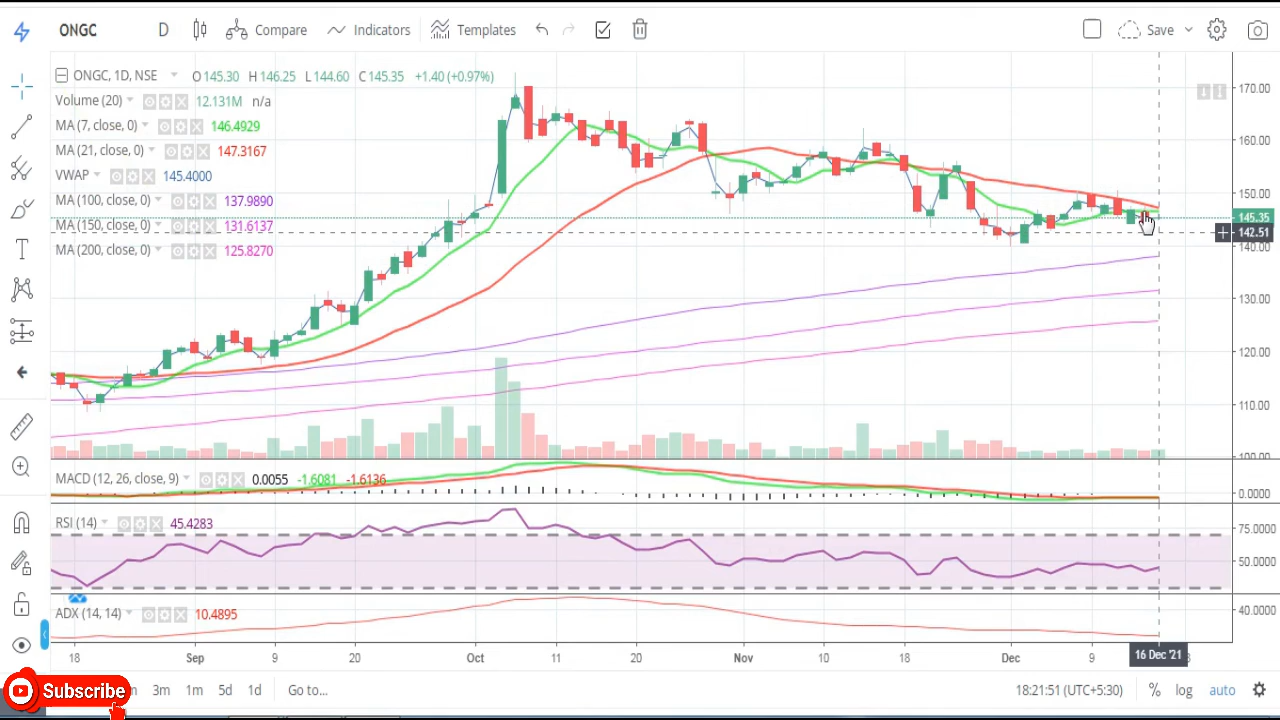 ONGC D Compare Indicators Templates Save
ONGC, 1D, NSE O145.30 H146.25 L144.60 C145.35 +1.40 (+0.97%)
Volume (20) 12.131M n/a
MA (7, close, 0) 146.4929
MA (21, close, 0) 147.3167
VWAP 145.4000
MA (100, close, 0) 137.9890
MA (150, close, 0) 131.6137
MA (200, close, 0) 125.8270
170.00
160.00
150.00
145.35
142.51
140.00
130.00
120.00
110.00
100.00
MACD (12, 26, close, 9) 0.0055 -1.6081 -1.6136
0.0000
RSI (14) 45.4283
75.0000
50.0000
ADX (14, 14) 10.4895
40.0000
18 Sep 9 20 Oct 11 20 Nov 10 18 Dec 9 16 Dec '21
Subscribe 3m 1m 5d 1d Go to... 18:21:51 (UTC+5:30) % log auto